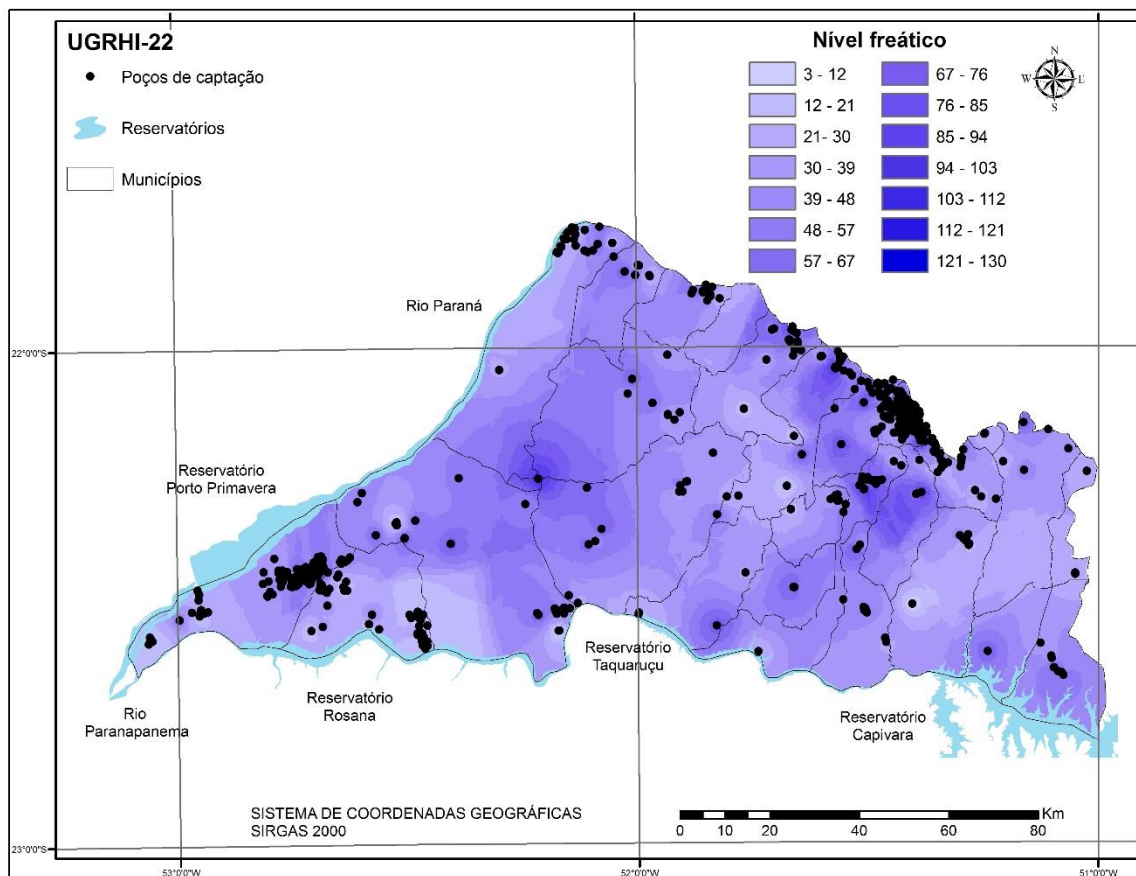 UGRHI-22
Poços de captação
Reservatórios
Municípios
Nível freático
3 - 12
12 - 21
21- 30
30 - 39
39 - 48
48 - 57
57 - 67
67 - 76
76 - 85
85 - 94
94 - 103
103 - 112
112 - 121
121 - 130
N
W
L
S
Rio Paraná
22°0'0"S
Reservatório
Porto Primavera
Rio
Paranapanema
Reservatório
Rosana
Reservatório
Taquaruçu
Reservatório
Capivara
SISTEMA DE COORDENADAS GEOGRÁFICAS
SIRGAS 2000
Km
0 10 20 40 60 80
23°0'0"S
53°0'0"W
52°0'0"W
51°0'0"W